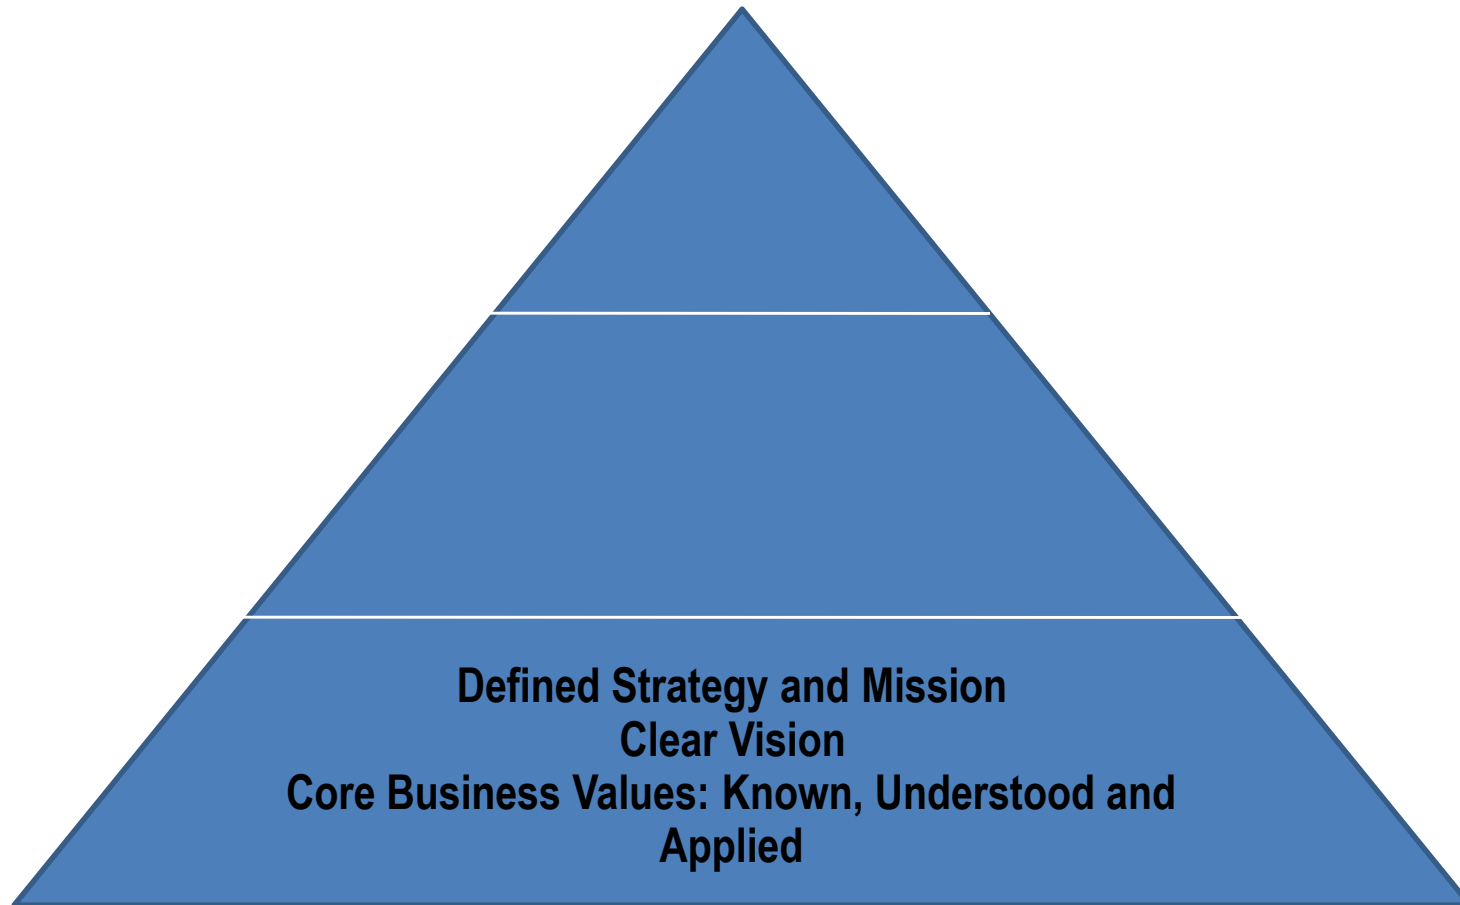 Defined Strategy and Mission
Clear Vision
Core Business Values: Known, Understood and
Applied